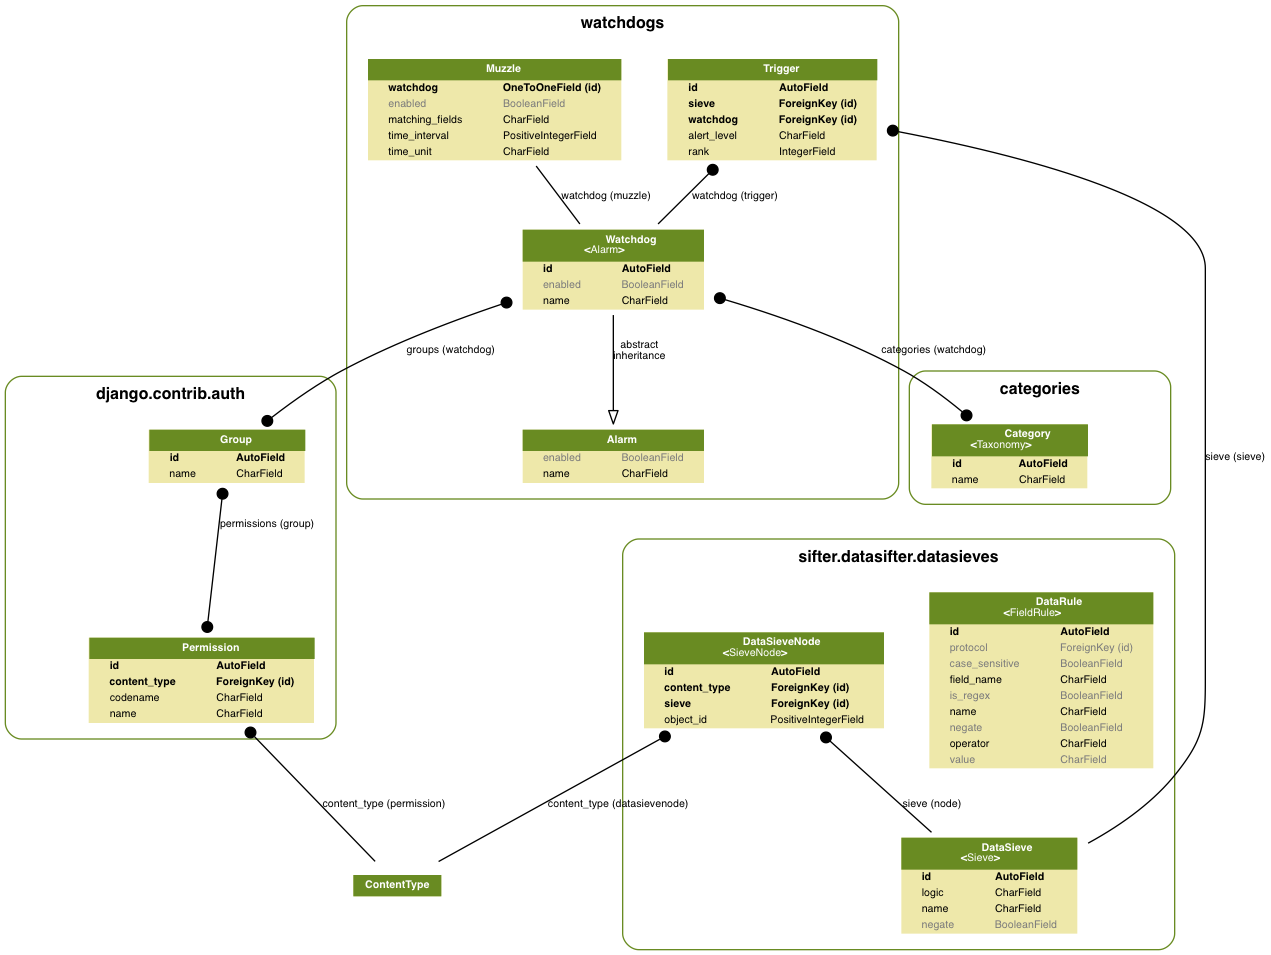 watchdogs
Muzzle
watchdog OneToOneField (id)
enabled BooleanField
matching_fields CharField
time_interval PositiveIntegerField
time_unit CharField
Trigger
id AutoField
sieve ForeignKey (id)
watchdog ForeignKey (id)
alert_level CharField
rank IntegerField
watchdog (muzzle)
watchdog (trigger)
Watchdog
<Alarm>
id AutoField
enabled BooleanField
name CharField
groups (watchdog)
abstract
inheritance
categories (watchdog)
django.contrib.auth
Group
id AutoField
name CharField
Alarm
enabled BooleanField
name CharField
categories
Category
<Taxonomy>
id AutoField
name CharField
sieve (sieve)
permissions (group)
Permission
id AutoField
content_type ForeignKey (id)
codename CharField
name CharField
sifter.datasifter.datasieves
DataSieveNode
<SieveNode>
id AutoField
content_type ForeignKey (id)
sieve ForeignKey (id)
object_id PositiveIntegerField
DataRule
<FieldRule>
id AutoField
protocol ForeignKey (id)
case_sensitive BooleanField
field_name CharField
is_regex BooleanField
name CharField
negate BooleanField
operator CharField
value CharField
content_type (permission)
content_type (datasievenode)
sieve (node)
ContentType
DataSieve
<Sieve>
id AutoField
logic CharField
name CharField
negate BooleanField